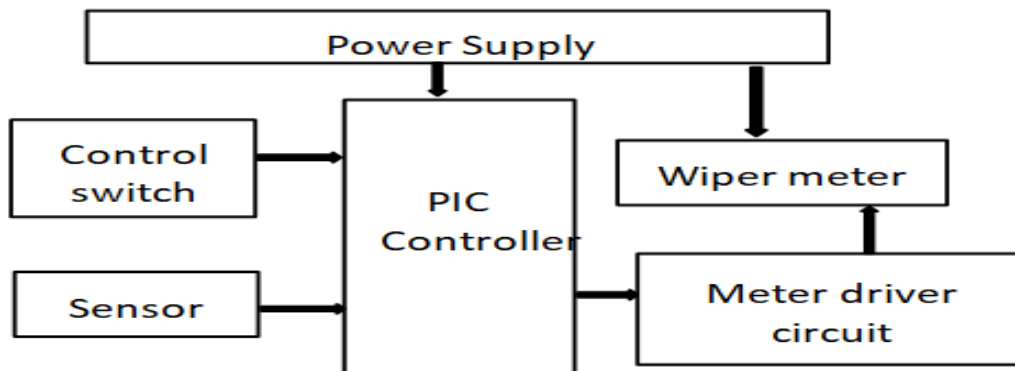 Power Supply
Control
switch
Wiper meter
PIC
Controller
Sensor
Meter driver
circuit